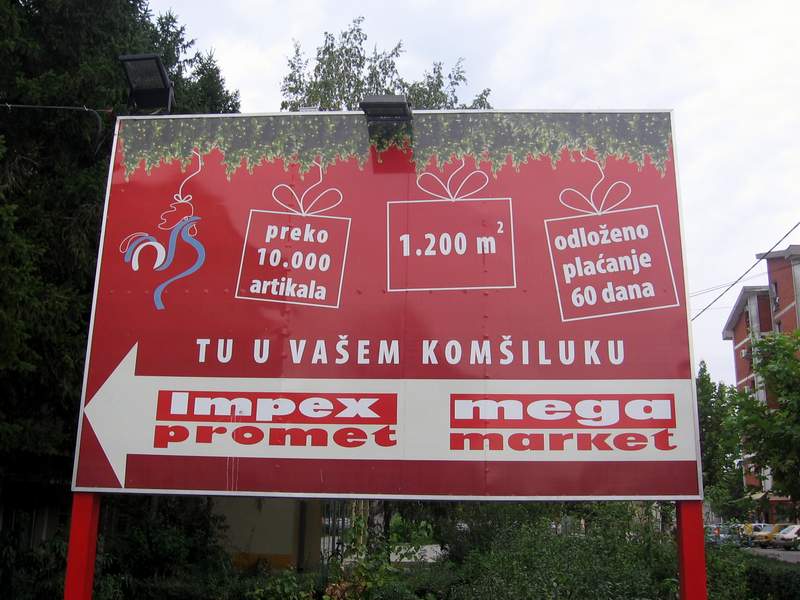 preko
10.000
artikala
1.200 m²
odloženo
plaćanje
60 dana
TU U VAŠEM KOMŠILUKU
Impex
promet
mega
market